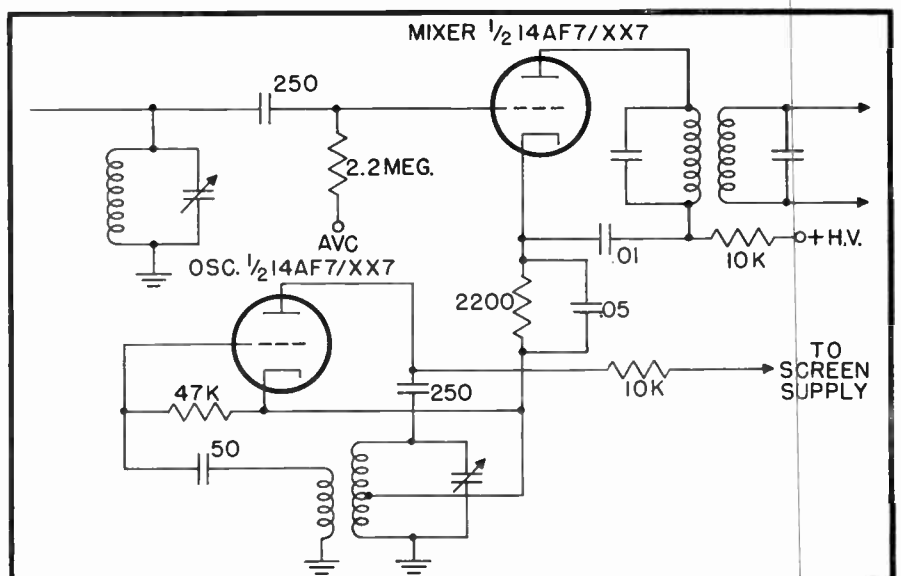 MIXER 1/2 14AF7/XX7
250
2.2 MEG.
AVC
.01
10K
+H.V.
OSC. 1/2 14AF7/XX7
2200
.05
TO
SCREEN
SUPPLY
10K
47K
250
50